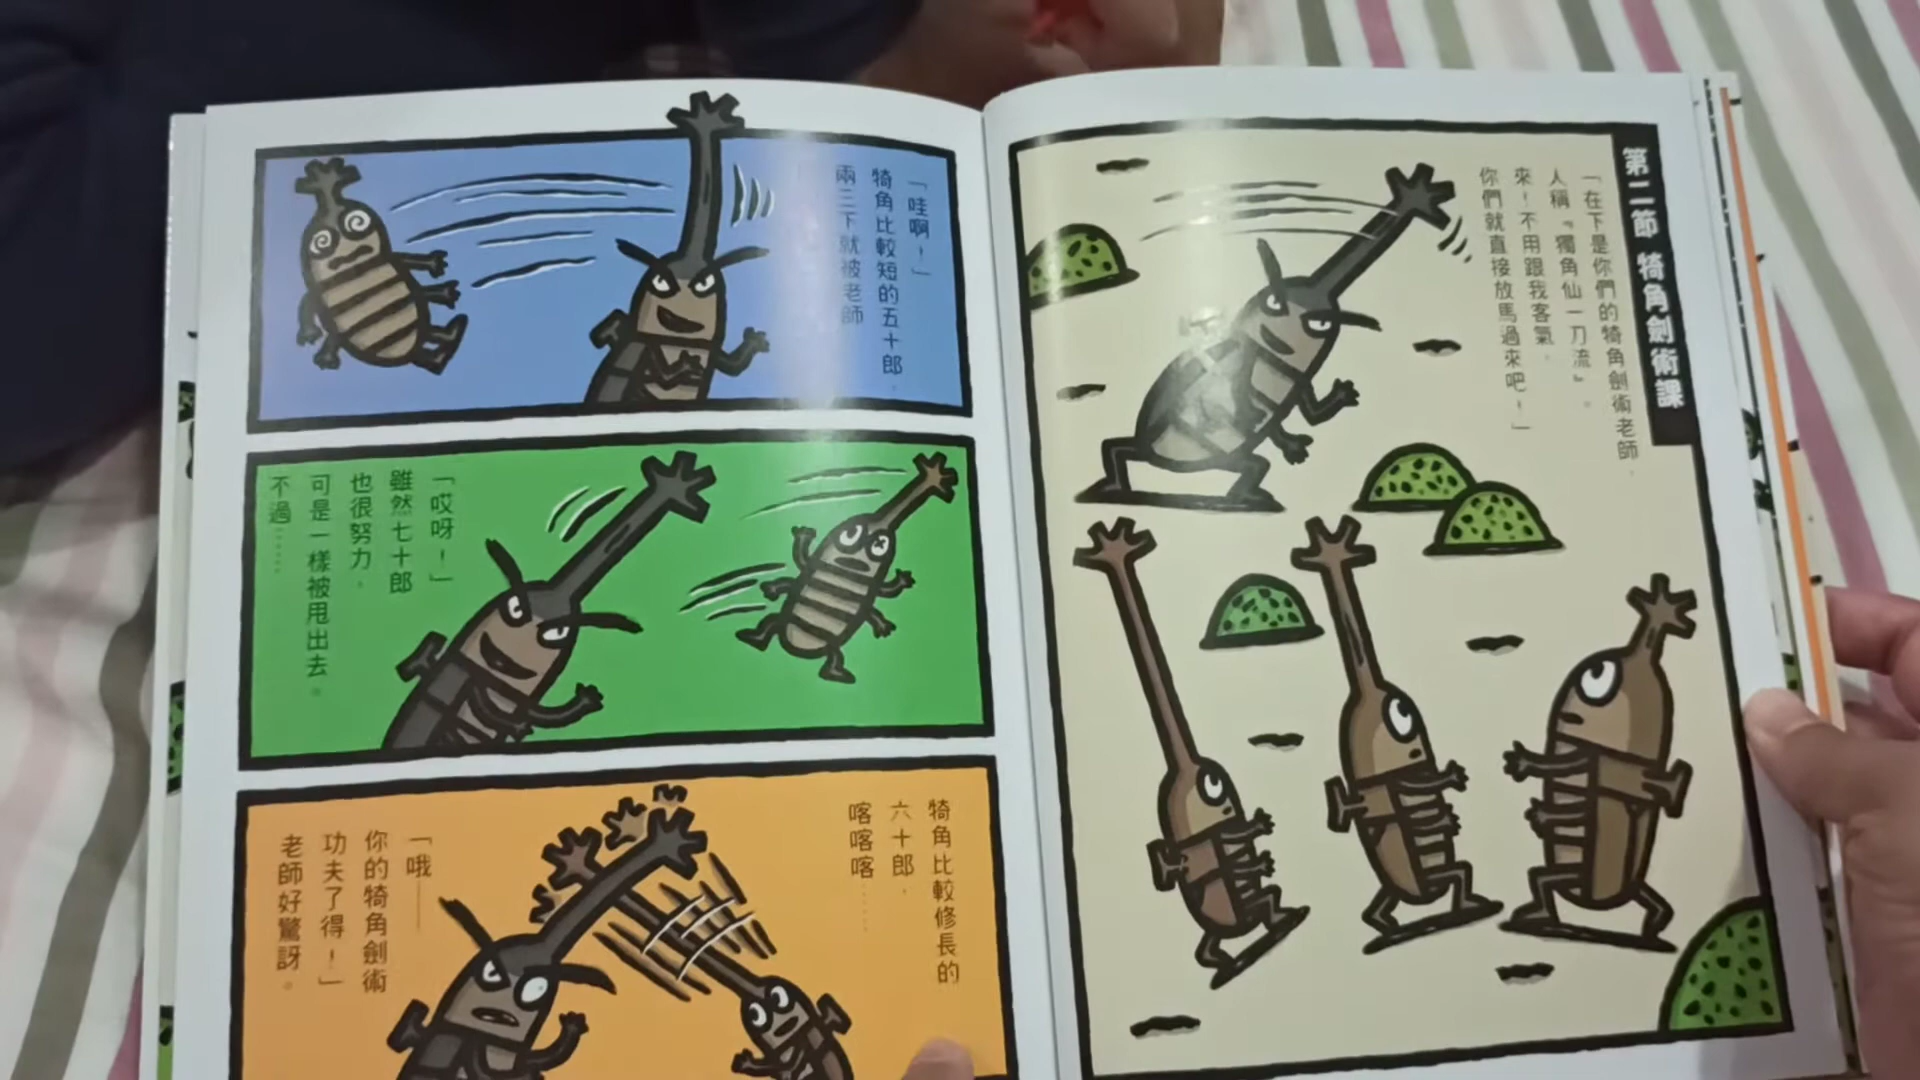 第二節 犄角劍術課
「在下是你們的犄角劍術老師，
人稱『獨角仙一刀流』。
來！不用跟我客氣，
你們就直接放馬過來吧！」
「哇啊！」
犄角比較短的五十郎，
兩三下就被老師
「哎呀！」
雖然七十郎
也很努力，
可是一樣被甩出去。
不過……
犄角比較修長的
六十郎，
喀喀喀……
「哦——
你的犄角劍術
功夫了得！」
老師好驚訝。